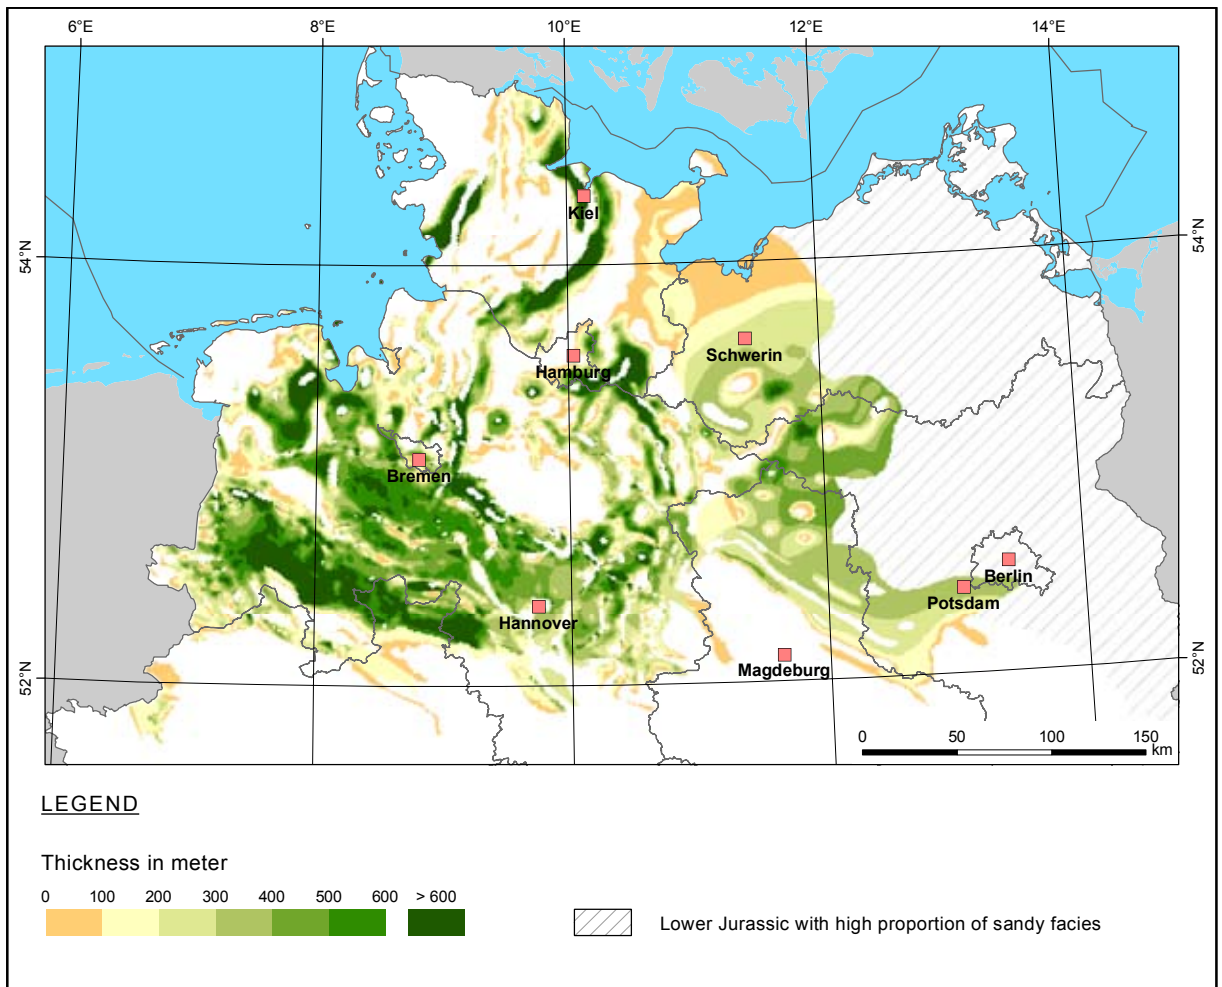 6°E 8°E 10°E 12°E 14°E
54°N
54°N
Kiel
Schwerin
Hamburg
Bremen
Berlin
Potsdam
Hannover
52°N
52°N
Magdeburg
0 50 100 150
km
LEGEND
Thickness in meter
0 100 200 300 400 500 600 > 600
Lower Jurassic with high proportion of sandy facies